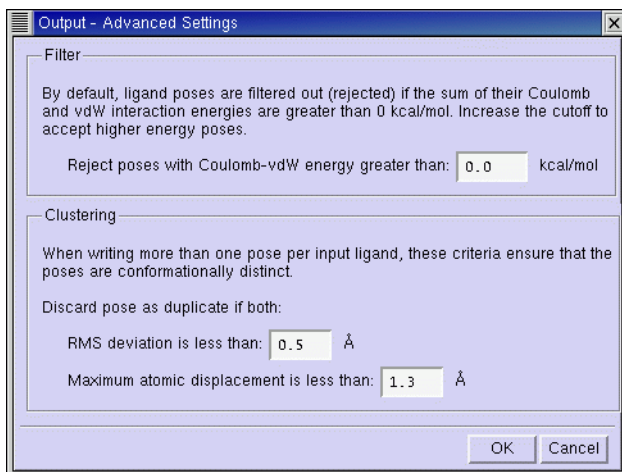 Output - Advanced Settings
Filter
By default, ligand poses are filtered out (rejected) if the sum of their Coulomb
and vdW interaction energies are greater than 0 kcal/mol. Increase the cutoff to
accept higher energy poses.
Reject poses with Coulomb-vdW energy greater than: 0.0 kcal/mol
Clustering
When writing more than one pose per input ligand, these criteria ensure that the
poses are conformationally distinct.
Discard pose as duplicate if both:
RMS deviation is less than: 0.5 Å
Maximum atomic displacement is less than: 1.3 Å
OK Cancel